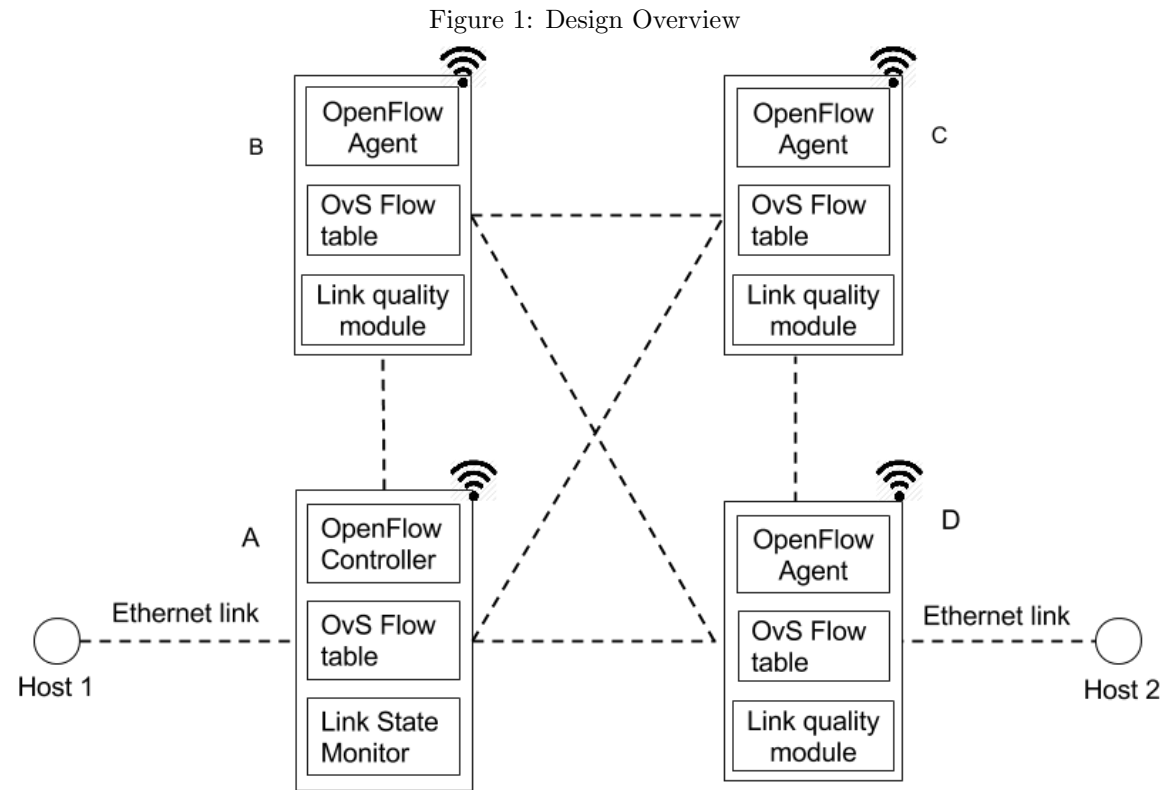 Figure 1: Design Overview
B
OpenFlow
Agent
OvS Flow
table
Link quality
module
C
OpenFlow
Agent
OvS Flow
table
Link quality
module
A
OpenFlow
Controller
OvS Flow
table
Link State
Monitor
D
OpenFlow
Agent
OvS Flow
table
Link quality
module
Ethernet link
Host 1
Ethernet link
Host 2